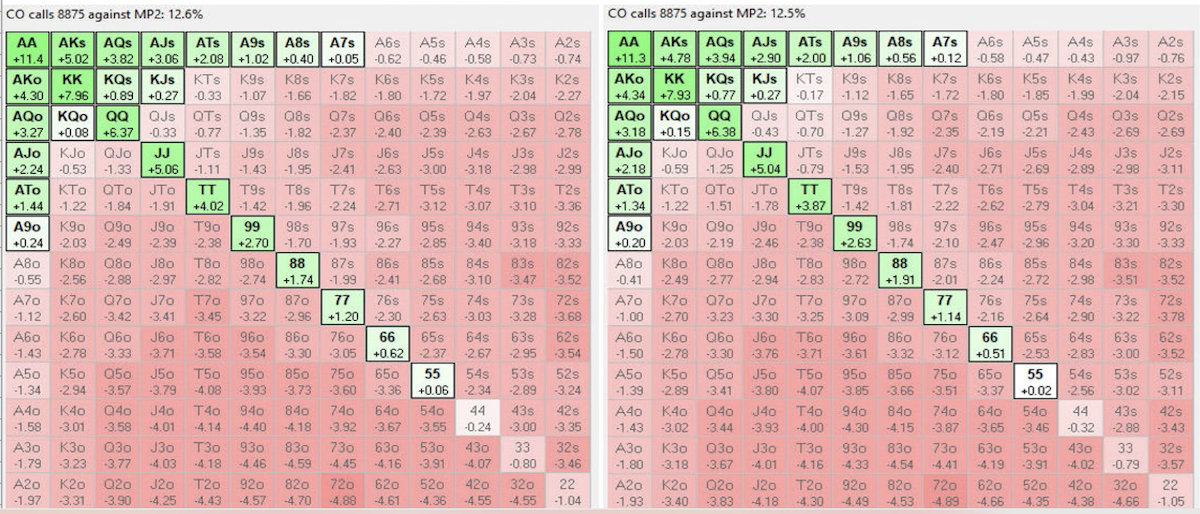 CO calls 8875 against MP2: 12.6%
AA AKs AQs AJs ATs A9s A8s A7s A6s A5s A4s A3s A2s
+11.4 +5.02 +3.82 +3.06 +2.08 +1.02 +0.40 +0.05 -0.62 -0.46 -0.58 -0.73 -0.74
AKo KK KQs KJs KTs K9s K8s K7s K6s K5s K4s K3s K2s
+4.30 +7.96 +0.89 +0.27 -0.33 -1.07 -1.66 -1.82 -1.80 -1.72 -1.97 -2.04 -2.27
AQo KQo QQ QJs QTs Q9s Q8s Q7s Q6s Q5s Q4s Q3s Q2s
+3.27 +0.08 +6.37 -0.33 -0.77 -1.35 -1.82 -2.37 -2.40 -2.39 -2.63 -2.67 -2.78
AJo KJo QJo JJ JTs J9s J8s J7s J6s J5s J4s J3s J2s
+2.24 -0.53 -1.33 +5.06 -1.11 -1.43 -1.95 -2.41 -2.63 -3.00 -3.18 -2.98 -2.99
ATo KTo QTo JTo TT T9s T8s T7s T6s T5s T4s T3s T2s
+1.44 -1.22 -1.84 -1.91 +4.02 -1.42 -1.96 -2.24 -2.71 -3.12 -3.07 -3.10 -3.36
A9o K9o Q9o J9o T9o 99 98s 97s 96s 95s 94s 93s 92s
+0.24 -2.03 -2.49 -2.39 -2.38 +2.70 -1.70 -1.93 -2.27 -2.85 -3.40 -3.18 -3.33
A8o K8o Q8o J8o T8o 98o 88 87s 86s 85s 84s 83s 82s
-0.55 -2.56 -2.88 -2.97 -2.82 -2.74 +1.74 -1.99 -2.41 -2.68 -3.10 -3.47 -3.52
A7o K7o Q7o J7o T7o 97o 87o 77 76s 75s 74s 73s 72s
-1.12 -2.60 -3.42 -3.41 -3.45 -3.22 -2.96 +1.20 -2.30 -2.63 -3.03 -3.28 -3.68
A6o K6o Q6o J6o T6o 96o 86o 76o 66 65s 64s 63s 62s
-1.43 -2.78 -3.33 -3.71 -3.58 -3.54 -3.30 -3.05 +0.62 -2.37 -2.67 -2.95 -3.54
A5o K5o Q5o J5o T5o 95o 85o 75o 65o 55 54s 53s 52s
-1.34 -2.94 -3.57 -3.79 -4.08 -3.93 -3.73 -3.60 -3.36 +0.06 -2.34 -2.89 -3.24
A4o K4o Q4o J4o T4o 94o 84o 74o 64o 54o 44 43s 42s
-1.58 -3.01 -3.58 -4.01 -4.14 -4.40 -4.18 -3.92 -3.67 -3.55 -0.24 -3.00 -3.25
A3o K3o Q3o J3o T3o 93o 83o 73o 63o 53o 43o 33 32s
-1.79 -3.23 -3.77 -4.03 -4.18 -4.46 -4.59 -4.45 -4.16 -3.91 -4.07 -0.80 -3.46
A2o K2o Q2o J2o T2o 92o 82o 72o 62o 52o 42o 32o 22
-1.97 -3.31 -3.90 -4.25 -4.43 -4.57 -4.70 -4.88 -4.61 -4.36 -4.55 -4.55 -1.04
CO calls 8875 against MP2: 12.5%
AA AKs AQs AJs ATs A9s A8s A7s A6s A5s A4s A3s A2s
+11.3 +4.78 +3.94 +2.90 +2.00 +1.06 +0.56 +0.12 -0.58 -0.47 -0.43 -0.97 -0.76
AKo KK KQs KJs KTs K9s K8s K7s K6s K5s K4s K3s K2s
+4.34 +7.93 +0.77 +0.27 -0.17 -1.12 -1.65 -1.72 -1.80 -1.85 -1.99 -2.04 -2.15
AQo KQo QQ QJs QTs Q9s Q8s Q7s Q6s Q5s Q4s Q3s Q2s
+3.18 +0.15 +6.38 -0.43 -0.70 -1.27 -1.92 -2.35 -2.19 -2.21 -2.43 -2.69 -2.69
AJo KJo QJo JJ JTs J9s J8s J7s J6s J5s J4s J3s J2s
+2.18 -0.59 -1.25 +5.04 -0.79 -1.53 -1.95 -2.40 -2.71 -2.69 -2.89 -2.98 -3.11
ATo KTo QTo JTo TT T9s T8s T7s T6s T5s T4s T3s T2s
+1.34 -1.22 -1.51 -1.78 +3.87 -1.42 -1.81 -2.22 -2.62 -2.79 -3.04 -3.21 -3.30
A9o K9o Q9o J9o T9o 99 98s 97s 96s 95s 94s 93s 92s
+0.20 -2.03 -2.19 -2.46 -2.38 +2.63 -1.74 -2.10 -2.47 -2.96 -3.20 -3.30 -3.33
A8o K8o Q8o J8o T8o 98o 88 87s 86s 85s 84s 83s 82s
-0.41 -2.49 -2.77 -2.94 -2.83 -2.72 +1.91 -2.01 -2.24 -2.72 -2.98 -3.51 -3.52
A7o K7o Q7o J7o T7o 97o 87o 77 76s 75s 74s 73s 72s
-1.00 -2.70 -3.23 -3.30 -3.25 -3.09 -2.99 +1.14 -2.16 -2.64 -2.90 -3.22 -3.78
A6o K6o Q6o J6o T6o 96o 86o 76o 66 65s 64s 63s 62s
-1.50 -2.78 -3.30 -3.76 -3.71 -3.61 -3.32 -3.12 +0.51 -2.53 -2.83 -3.00 -3.52
A5o K5o Q5o J5o T5o 95o 85o 75o 65o 55 54s 53s 52s
-1.39 -2.89 -3.41 -3.80 -4.07 -3.85 -3.66 -3.51 -3.37 +0.02 -2.56 -3.02 -3.11
A4o K4o Q4o J4o T4o 94o 84o 74o 64o 54o 44 43s 42s
-1.43 -3.02 -3.44 -3.93 -4.00 -4.30 -4.15 -3.87 -3.65 -3.46 -0.32 -2.88 -3.43
A3o K3o Q3o J3o T3o 93o 83o 73o 63o 53o 43o 33 32s
-1.80 -3.18 -3.67 -4.01 -4.16 -4.33 -4.54 -4.41 -4.19 -3.91 -4.02 -0.79 -3.57
A2o K2o Q2o J2o T2o 92o 82o 72o 62o 52o 42o 32o 22
-1.93 -3.40 -3.83 -4.18 -4.30 -4.49 -4.53 -4.89 -4.66 -4.35 -4.38 -4.66 -1.05